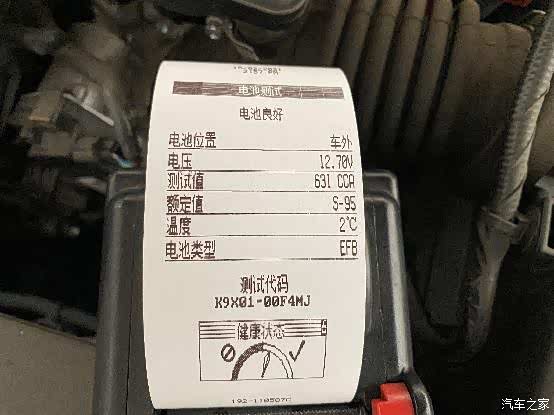 电池测试
电池良好
电池位置 车外
电压 12.70V
测试值 631 CCA
额定值 S-95
温度 2℃
电池类型 EFB
测试代码
K9X01-00F4MJ
健康状态
192-110507C
汽车之家